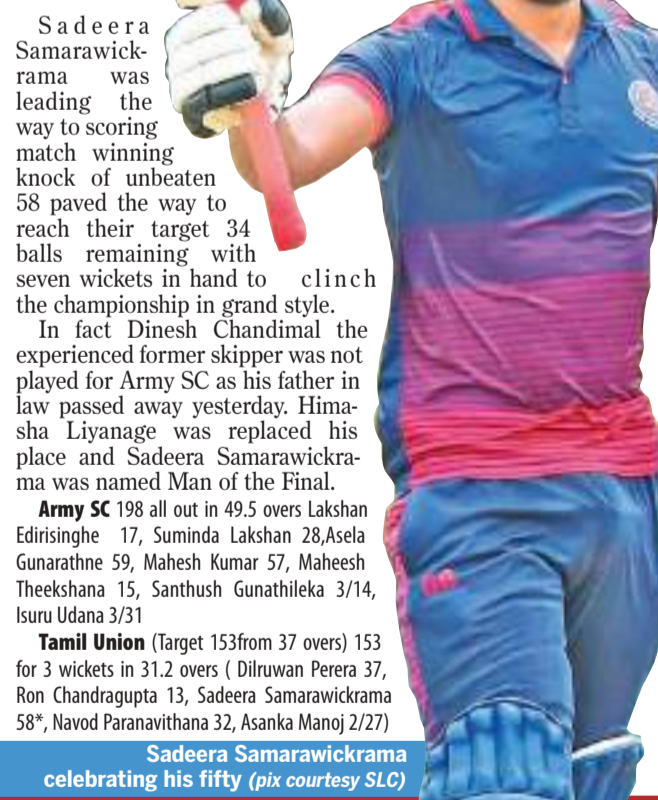 Sadeera
Samarawick-
rama was
leading the
way to scoring
match winning
knock of unbeaten
58 paved the way to
reach their target 34
balls remaining with
seven wickets in hand to clinch
the championship in grand style.
In fact Dinesh Chandimal the
experienced former skipper was not
played for Army SC as his father in
law passed away yesterday. Hima-
sha Liyanage was replaced his
place and Sadeera Samarawickra-
ma was named Man of the Final.
Army SC 198 all out in 49.5 overs Lakshan
Edirisinghe 17, Suminda Lakshan 28,Asela
Gunarathne 59, Mahesh Kumar 57, Maheesh
Theekshana 15, Santhush Gunathileka 3/14,
Isuru Udana 3/31
Tamil Union (Target 153from 37 overs) 153
for 3 wickets in 31.2 overs ( Dilruwan Perera 37,
Ron Chandragupta 13, Sadeera Samarawickrama
58*, Navod Paranavithana 32, Asanka Manoj 2/27)
Sadeera Samarawickrama
celebrating his fifty (pix courtesy SLC)